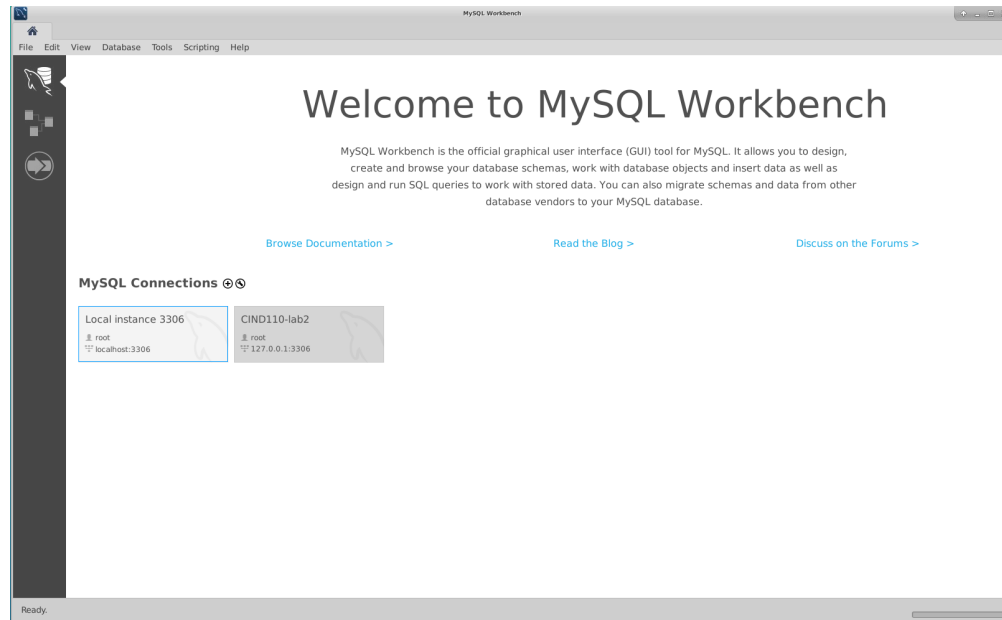 MySQL Workbench
File Edit View Database Tools Scripting Help
Welcome to MySQL Workbench
MySQL Workbench is the official graphical user interface (GUI) tool for MySQL. It allows you to design,
create and browse your database schemas, work with database objects and insert data as well as
design and run SQL queries to work with stored data. You can also migrate schemas and data from other
database vendors to your MySQL database.
Browse Documentation > Read the Blog > Discuss on the Forums >
MySQL Connections
Local instance 3306 CIND110-lab2
root root
localhost:3306 127.0.0.1:3306
Ready.